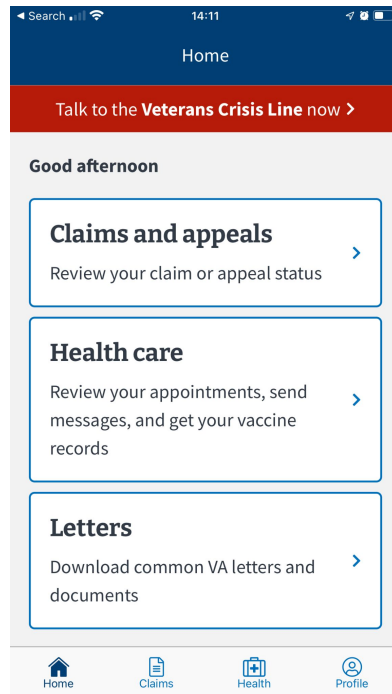 Search
14:11
Home
Talk to the Veterans Crisis Line now
Good afternoon
Claims and appeals
Review your claim or appeal status
Health care
Review your appointments, send
messages, and get your vaccine
records
Letters
Download common VA letters and
documents
Home Claims Health Profile